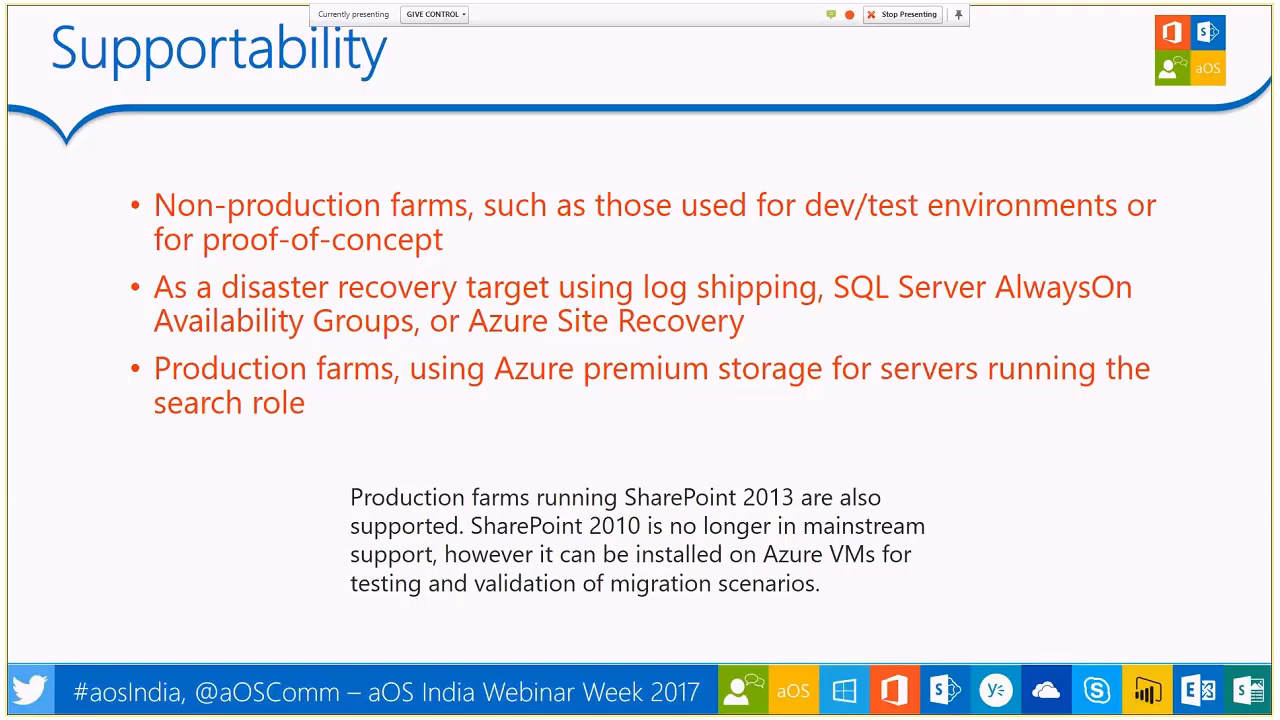 Currently presenting GIVE CONTROL Stop Presenting
Supportability
aOS
• Non-production farms, such as those used for dev/test environments or
for proof-of-concept
• As a disaster recovery target using log shipping, SQL Server AlwaysOn
Availability Groups, or Azure Site Recovery
• Production farms, using Azure premium storage for servers running the
search role
Production farms running SharePoint 2013 are also
supported. SharePoint 2010 is no longer in mainstream
support, however it can be installed on Azure VMs for
testing and validation of migration scenarios.
#aosIndia, @aOSComm – aOS India Webinar Week 2017 aOS